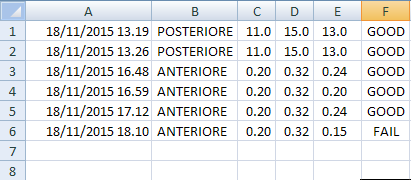 A B C D E F
1 18/11/2015 13.19 POSTERIORE 11.0 15.0 13.0 GOOD
2 18/11/2015 13.26 POSTERIORE 11.0 15.0 13.0 GOOD
3 18/11/2015 16.48 ANTERIORE 0.20 0.32 0.24 GOOD
4 18/11/2015 16.59 ANTERIORE 0.20 0.32 0.20 GOOD
5 18/11/2015 17.12 ANTERIORE 0.20 0.32 0.24 GOOD
6 18/11/2015 18.10 ANTERIORE 0.20 0.32 0.15 FAIL
7
8